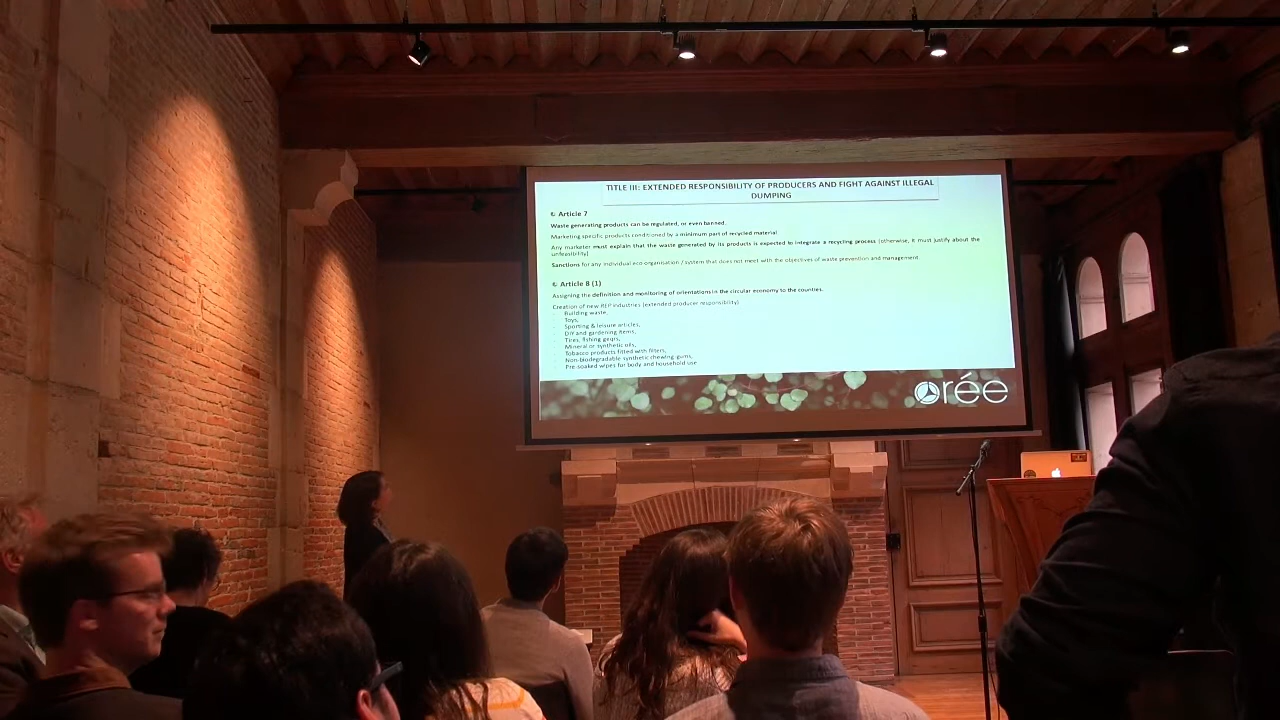 TITLE III: EXTENDED RESPONSIBILITY OF PRODUCERS AND FIGHT AGAINST ILLEGAL
DUMPING
Article 7
Waste generating products can be regulated, or even banned.
Marketing specific products conditioned by a minimum part of recycled material
Any marketer must explain that the waste generated by its products is expected to integrate a recycling process (otherwise, it must justify about the
unfeasibility)
Sanctions for any individual eco organisation / system that does not meet with the objectives of waste prevention and management
Article 8 (1)
Assigning the definition and monitoring of orientations in the circular economy to the counties.
Creation of new REP industries (extended producer responsibility)
- Building waste,
- Toys,
- Sporting & leisure articles,
- DIY and gardening items,
- Tires, fishing gears,
- Mineral or synthetic oils,
- Tobacco products fitted with filters,
- Non-biodegradable synthetic chewing-gums,
- Pre-soaked wipes for body and household use
orée